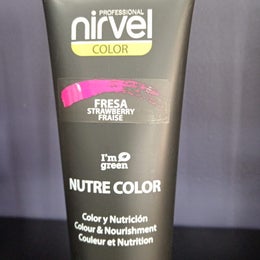 PROFESSIONAL
nirvel
COLOR
FRESA
STRAWBERRY
FRAISE
I'm
green
NUTRE COLOR
Color y Nutrición
Colour & Nourishment
Couleur et Nutrition